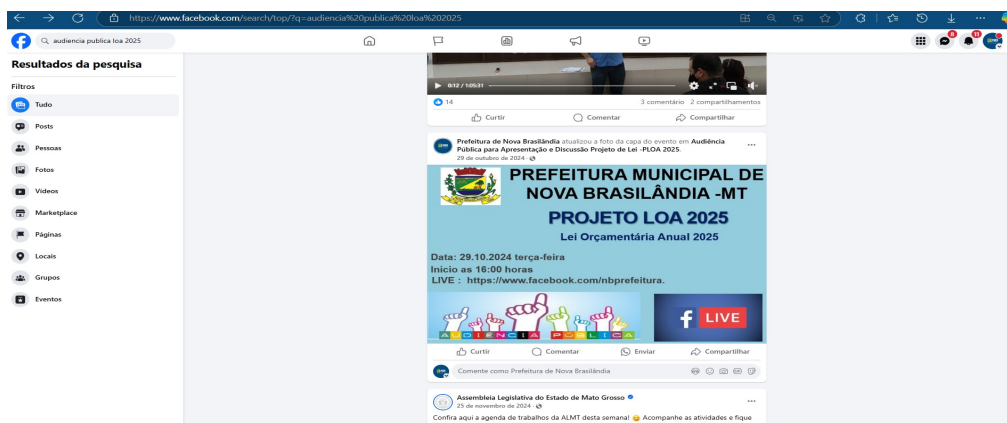 https://www.facebook.com/search/top/?q=audiencia%20publica%20loa%202025
audiencia publica loa 2025
8
11
Resultados da pesquisa
Filtros
Tudo
Posts
Pessoas
Fotos
Vídeos
Marketplace
Páginas
Locais
Grupos
Eventos
0:12 / 1:05:31
14
3 comentário 2 compartilhamentos
Curtir Comentar Compartilhar
Prefeitura de Nova Brasilândia atualizou a foto da capa do evento em Audiência
Pública para Apresentação e Discussão Projeto de Lei -PLOA 2025.
29 de outubro de 2024
PREFEITURA MUNICIPAL DE
NOVA BRASILÂNDIA -MT
PROJETO LOA 2025
Lei Orçamentária Anual 2025
Data: 29.10.2024 terça-feira
Inicio as 16:00 horas
LIVE : https://www.facebook.com/nbprefeitura.
AUDIÊNCIA PÚBLICA
f LIVE
Curtir Comentar Enviar Compartilhar
Comente como Prefeitura de Nova Brasilândia
Assembleia Legislativa do Estado de Mato Grosso
25 de novembro de 2024
Confira aqui a agenda de trabalhos da ALMT desta semana! Acompanhe as atividades e fique